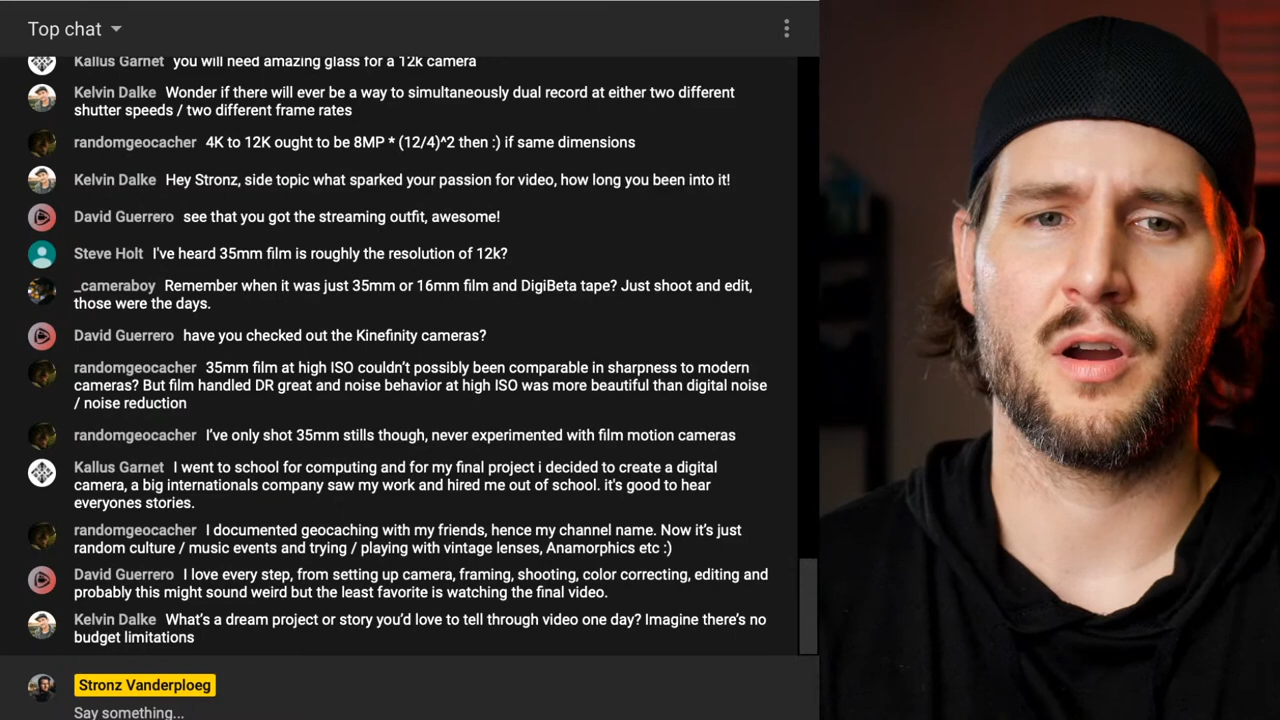 Top chat
Kallus Garnet you will need amazing glass for a 12k camera
Kelvin Dalke Wonder if there will ever be a way to simultaneously dual record at either two different
shutter speeds / two different frame rates
randomgeocacher 4K to 12K ought to be 8MP * (12/4)^2 then :) if same dimensions
Kelvin Dalke Hey Stronz, side topic what sparked your passion for video, how long you been into it!
David Guerrero see that you got the streaming outfit, awesome!
Steve Holt I've heard 35mm film is roughly the resolution of 12k?
_cameraboy Remember when it was just 35mm or 16mm film and DigiBeta tape? Just shoot and edit,
those were the days.
David Guerrero have you checked out the Kinefinity cameras?
randomgeocacher 35mm film at high ISO couldn't possibly been comparable in sharpness to modern
cameras? But film handled DR great and noise behavior at high ISO was more beautiful than digital noise
/ noise reduction
randomgeocacher I've only shot 35mm stills though, never experimented with film motion cameras
Kallus Garnet I went to school for computing and for my final project i decided to create a digital
camera, a big internationals company saw my work and hired me out of school. it's good to hear
everyones stories.
randomgeocacher I documented geocaching with my friends, hence my channel name. Now it's just
random culture / music events and trying / playing with vintage lenses, Anamorphics etc :)
David Guerrero I love every step, from setting up camera, framing, shooting, color correcting, editing and
probably this might sound weird but the least favorite is watching the final video.
Kelvin Dalke What's a dream project or story you'd love to tell through video one day? Imagine there's no
budget limitations
Stronz Vanderploeg
Say something...